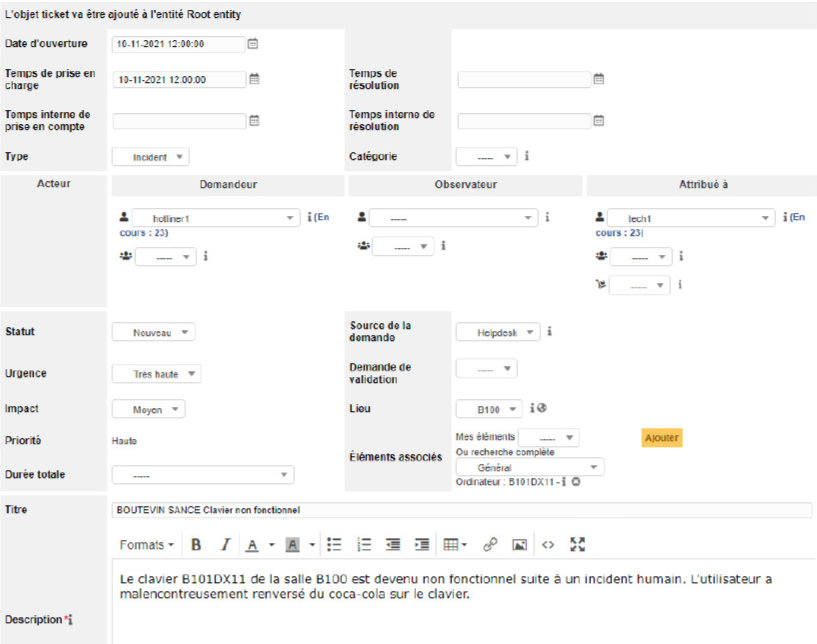 L'objet ticket va être ajouté à l'entité Root entity
Date d'ouverture
10-11-2021 12:00:00
Temps de prise en charge
10-11-2021 12:00:00
Temps de résolution
Temps interne de prise en compte
Temps interne de résolution
Type
Incident
Catégorie
-----
Acteur
Demandeur
Observateur
Attribué à
hotliner1
(En cours : 23)
-----
tech1
(En cours : 23)
-----
-----
-----
-----
Statut
Nouveau
Source de la demande
Helpdesk
Urgence
Très haute
Demande de validation
-----
Impact
Moyen
Lieu
B100
Priorité
Haute
Éléments associés
Mes éléments
-----
Ajouter
Ou recherche complète
Général
Ordinateur : B101DX11 -
Durée totale
-----
Titre
BOUTEVIN SANCE Clavier non fonctionnel
Formats
B I A A
Le clavier B101DX11 de la salle B100 est devenu non fonctionnel suite à un incident humain. L'utilisateur a
malencontreusement renversé du coca-cola sur le clavier.
Description *